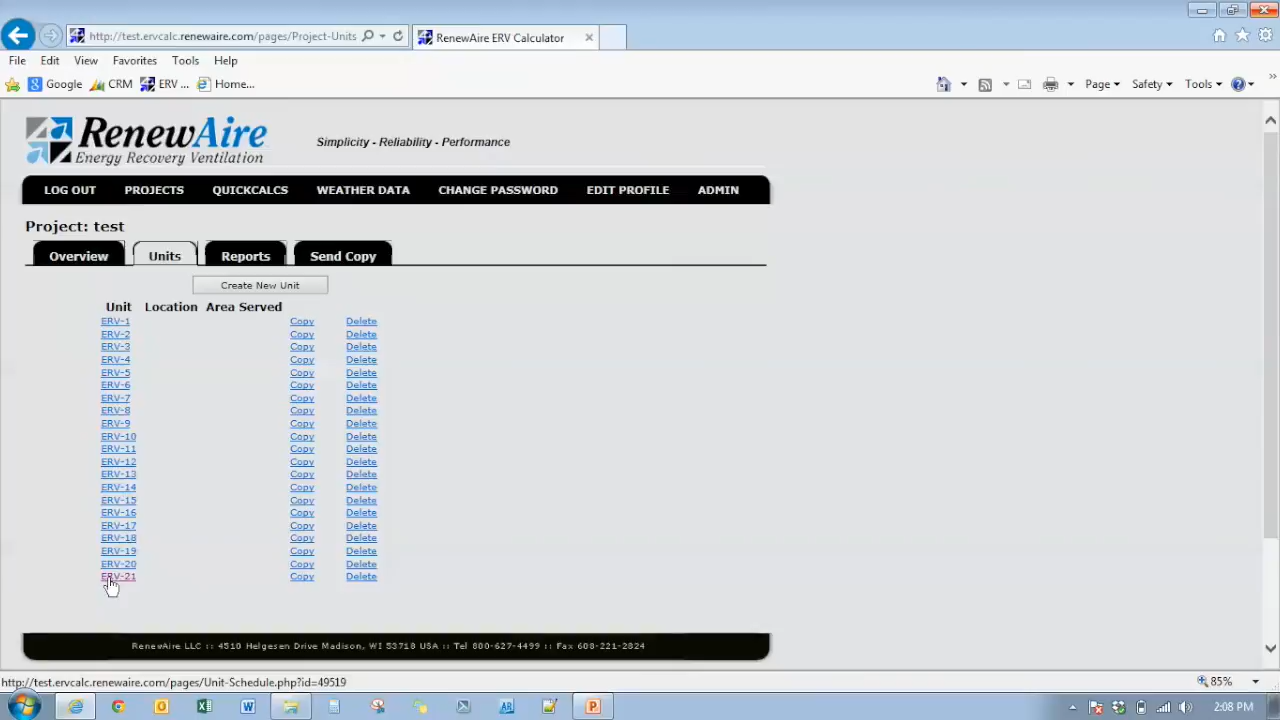 http://test.ervcalc.renewaire.com/pages/Project-Units
RenewAire ERV Calculator
File Edit View Favorites Tools Help
Google CRM ERV ... Home...
Page Safety Tools
RenewAire
Energy Recovery Ventilation
Simplicity - Reliability - Performance
LOG OUT PROJECTS QUICKCALCS WEATHER DATA CHANGE PASSWORD EDIT PROFILE ADMIN
Project: test
Overview Units Reports Send Copy
Create New Unit
Unit Location Area Served
ERV-1 Copy Delete
ERV-2 Copy Delete
ERV-3 Copy Delete
ERV-4 Copy Delete
ERV-5 Copy Delete
ERV-6 Copy Delete
ERV-7 Copy Delete
ERV-8 Copy Delete
ERV-9 Copy Delete
ERV-10 Copy Delete
ERV-11 Copy Delete
ERV-12 Copy Delete
ERV-13 Copy Delete
ERV-14 Copy Delete
ERV-15 Copy Delete
ERV-16 Copy Delete
ERV-17 Copy Delete
ERV-18 Copy Delete
ERV-19 Copy Delete
ERV-20 Copy Delete
ERV-21 Copy Delete
RenewAire LLC :: 4510 Helgesen Drive Madison, WI 53718 USA :: Tel 800-627-4499 :: Fax 608-221-2824
http://test.ervcalc.renewaire.com/pages/Unit-Schedule.php?id=49519
85%
2:08 PM